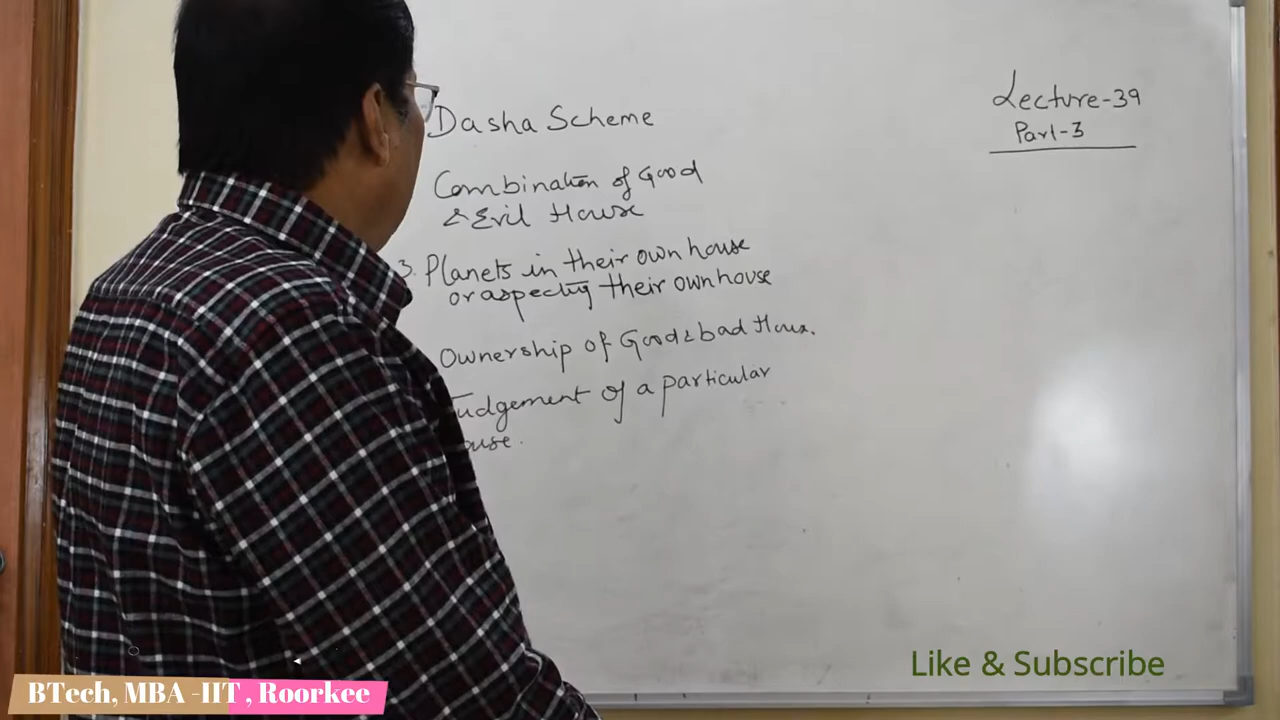 Dasha Scheme
Lecture-39
Part-3
Combination of Good
& Evil House
3. Planets in their own house
or aspecting their own house
Ownership of Good & bad House.
Judgement of a particular
ouse.
BTech, MBA -IIT , Roorkee
Like & Subscribe